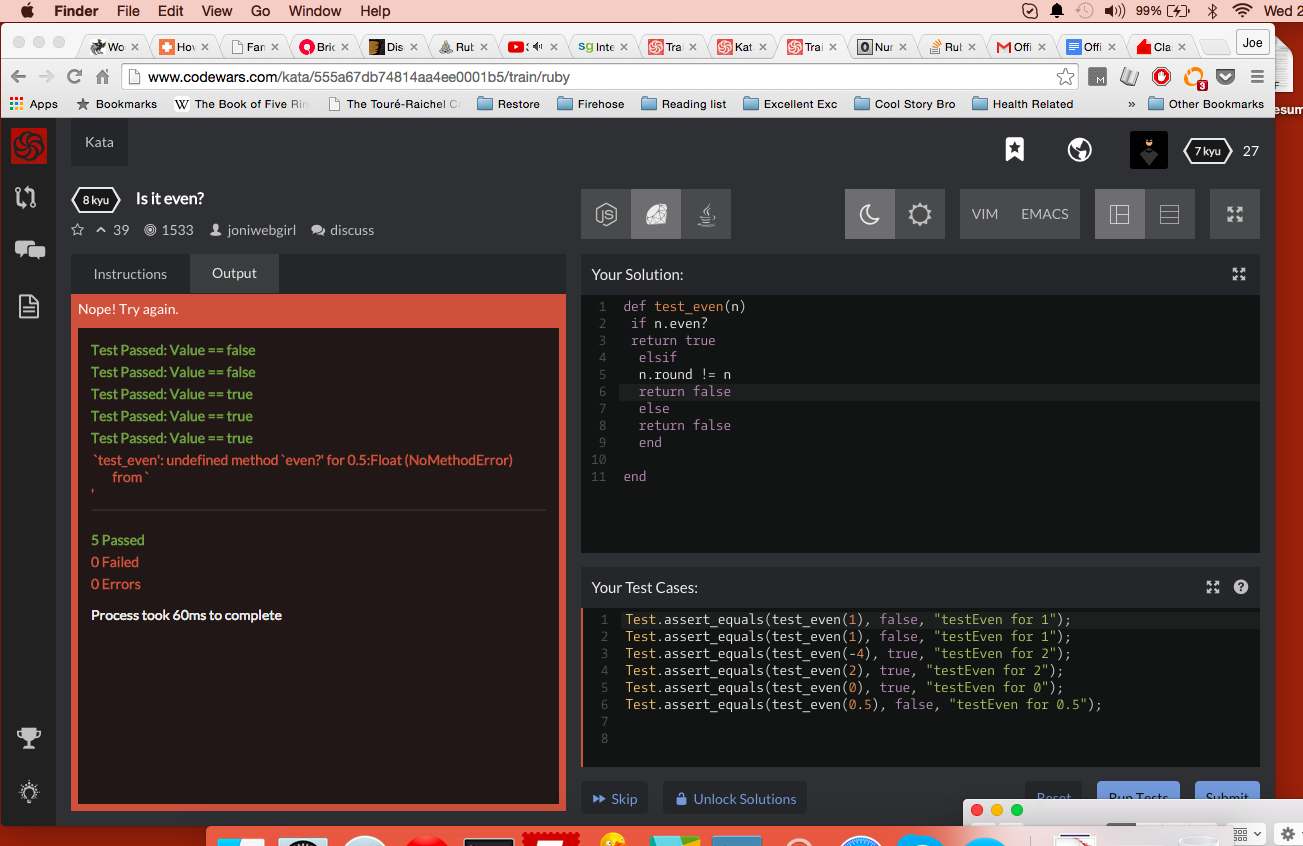 Finder File Edit View Go Window Help 99% Wed 2
Wo How Fan Bric Dis Rub Inte Trai Kata Trai Nun Rub Offi Offi Cla Joe
www.codewars.com/kata/555a67db74814aa4ee0001b5/train/ruby
3
Apps Bookmarks The Book of Five Rin The Touré-Raichel Co Restore Firehose Reading list Excellent Exc Cool Story Bro Health Related » Other Bookmarks
esum
Kata
7 kyu 27
8 kyu Is it even?
39 1533 joniwebgirl discuss
JS VIM EMACS
Instructions Output
Nope! Try again.
Test Passed: Value == false
Test Passed: Value == false
Test Passed: Value == true
Test Passed: Value == true
Test Passed: Value == true
`test_even': undefined method `even?' for 0.5:Float (NoMethodError)
from `
'
5 Passed
0 Failed
0 Errors
Process took 60ms to complete
Your Solution:
1 def test_even(n)
2 if n.even?
3 return true
4 elsif
5 n.round != n
6 return false
7 else
8 return false
9 end
10
11 end
Your Test Cases:
1 Test.assert_equals(test_even(1), false, "testEven for 1");
2 Test.assert_equals(test_even(1), false, "testEven for 1");
3 Test.assert_equals(test_even(-4), true, "testEven for 2");
4 Test.assert_equals(test_even(2), true, "testEven for 2");
5 Test.assert_equals(test_even(0), true, "testEven for 0");
6 Test.assert_equals(test_even(0.5), false, "testEven for 0.5");
7
8
Skip Unlock Solutions Reset Run Tests Submit